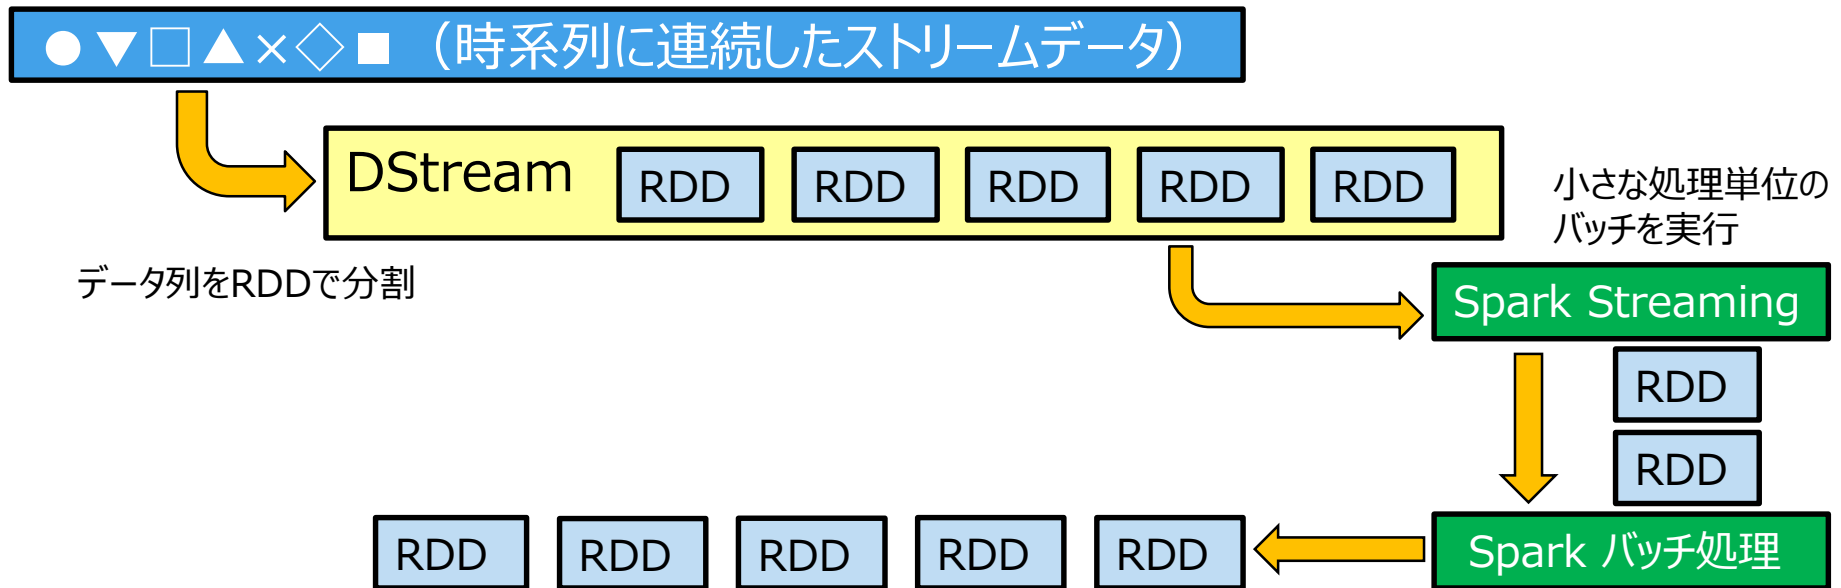 ●▼□▲×◇■（時系列に連続したストリームデータ）
DStream RDD RDD RDD RDD RDD
小さな処理単位の
バッチを実行
データ列をRDDで分割
Spark Streaming
RDD
RDD
Spark バッチ処理
RDD RDD RDD RDD RDD